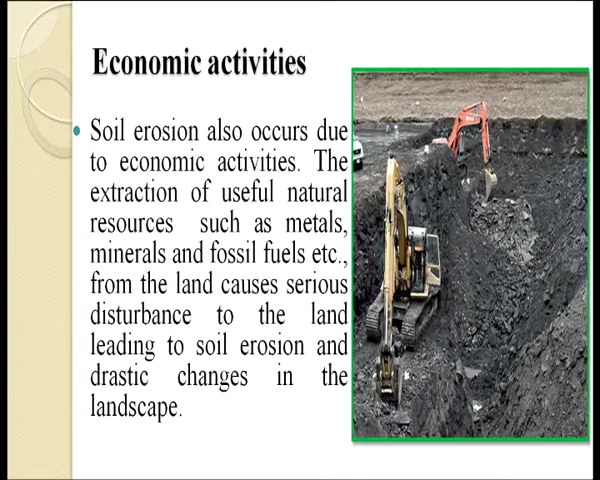 Economic activities
Soil erosion also occurs due
to economic activities. The
extraction of useful natural
resources such as metals,
minerals and fossil fuels etc.,
from the land causes serious
disturbance to the land
leading to soil erosion and
drastic changes in the
landscape.